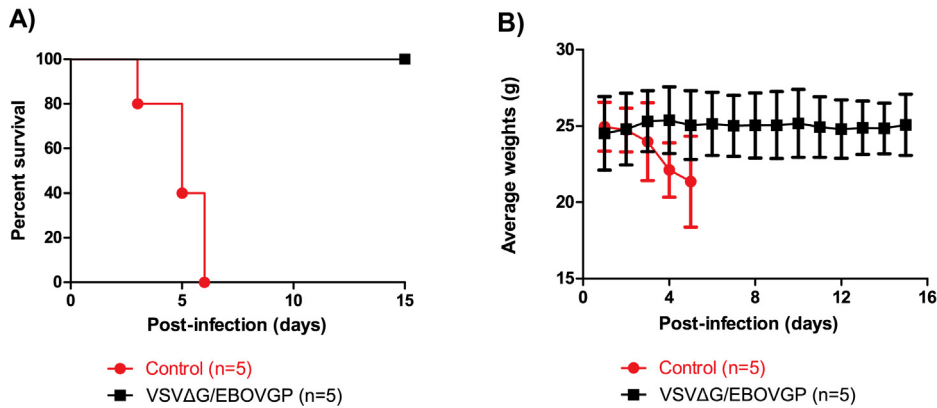 A)
Percent survival
100
80
60
40
20
0
0 5 10 15
Post-infection (days)
Control (n=5)
VSVΔG/EBOVGP (n=5)
B)
Average weights (g)
30
25
20
15
0 4 8 12 16
Post-infection (days)
Control (n=5)
VSVΔG/EBOVGP (n=5)